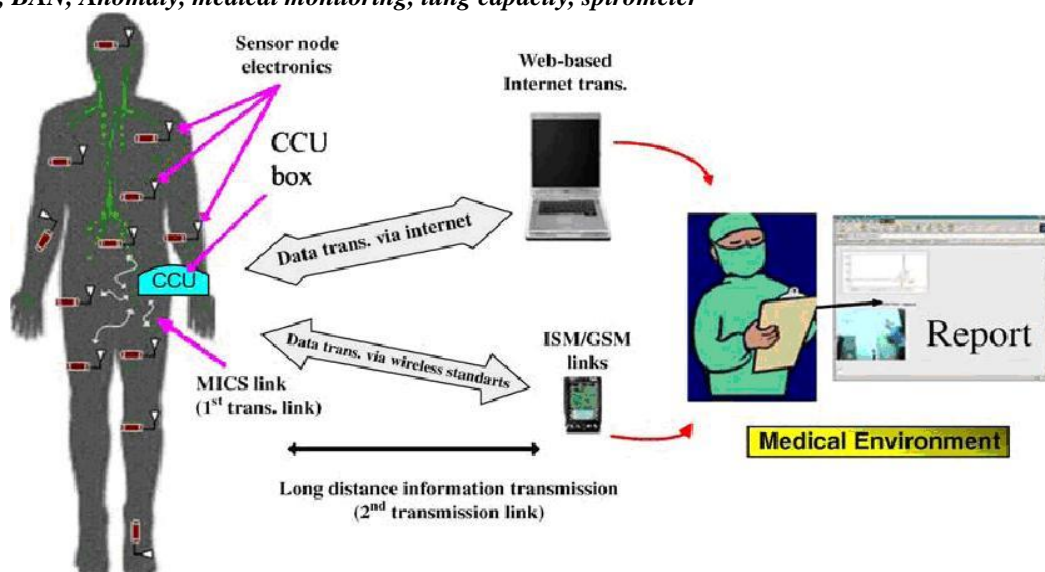 , BAN, Anomaly, medical monitoring, lung capacity, spirometer
Sensor node
electronics
CCU
box
CCU
MICS link
(1st trans. link)
Web-based
Internet trans.
Data trans. via internet
Data trans. via wireless standarts
ISM/GSM
links
Long distance information transmission
(2nd transmission link)
Report
Medical Environment